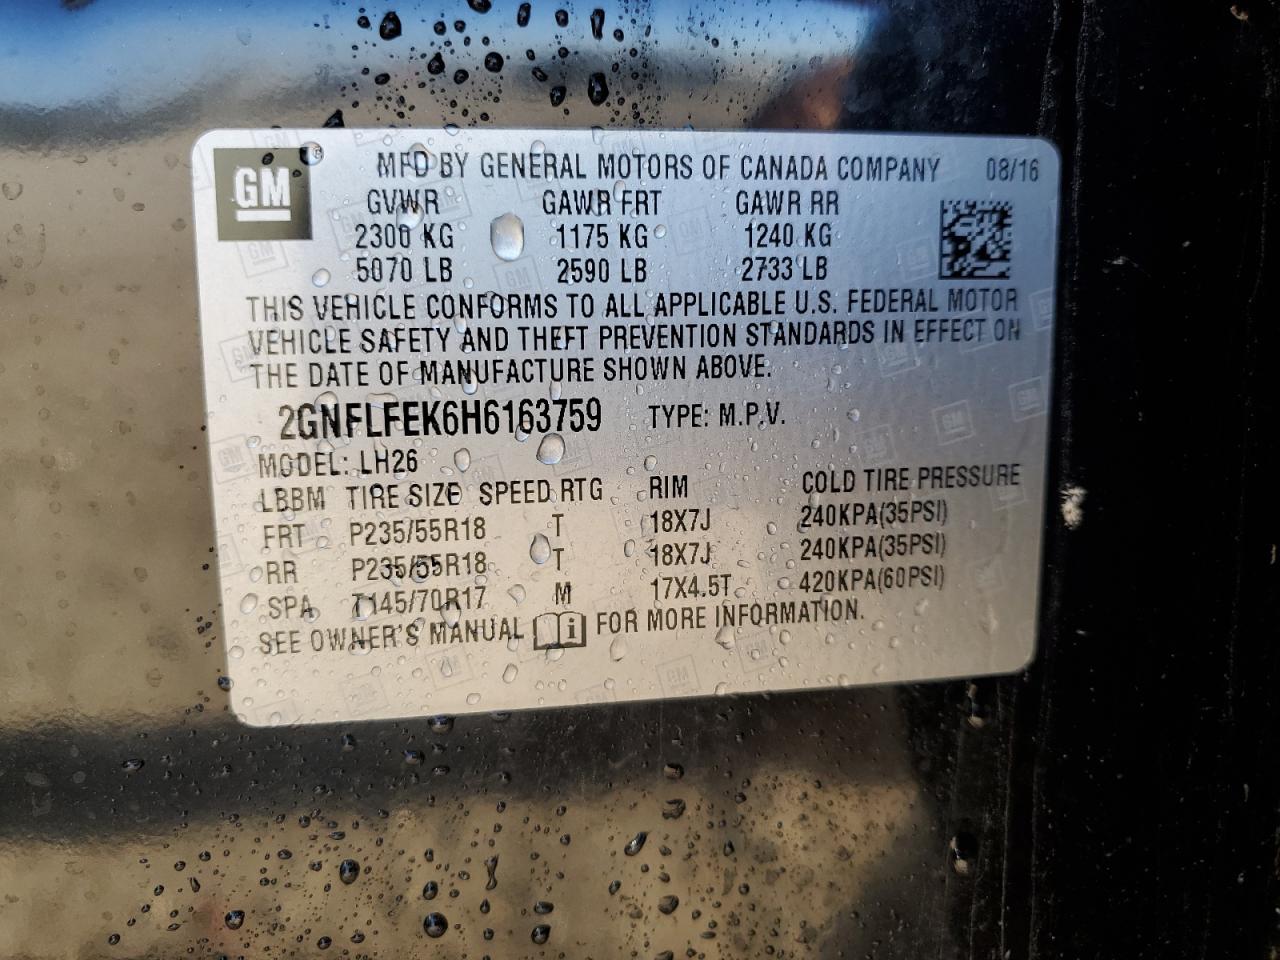 GM ® MFD BY GENERAL MOTORS OF CANADA COMPANY 08/16
GVWR GAWR FRT GAWR RR
2300 KG 1175 KG 1240 KG
5070 LB 2590 LB 2733 LB
THIS VEHICLE CONFORMS TO ALL APPLICABLE U.S. FEDERAL MOTOR
VEHICLE SAFETY AND THEFT PREVENTION STANDARDS IN EFFECT ON
THE DATE OF MANUFACTURE SHOWN ABOVE.
2GNFLFEK6H6163759 TYPE: M.P.V.
MODEL: LH26
LBBM TIRE SIZE SPEED RTG RIM COLD TIRE PRESSURE
FRT P235/55R18 T 18X7J 240KPA(35PSI)
RR P235/55R18 T 18X7J 240KPA(35PSI)
SPA T145/70R17 M 17X4.5T 420KPA(60PSI)
SEE OWNER'S MANUAL i FOR MORE INFORMATION.